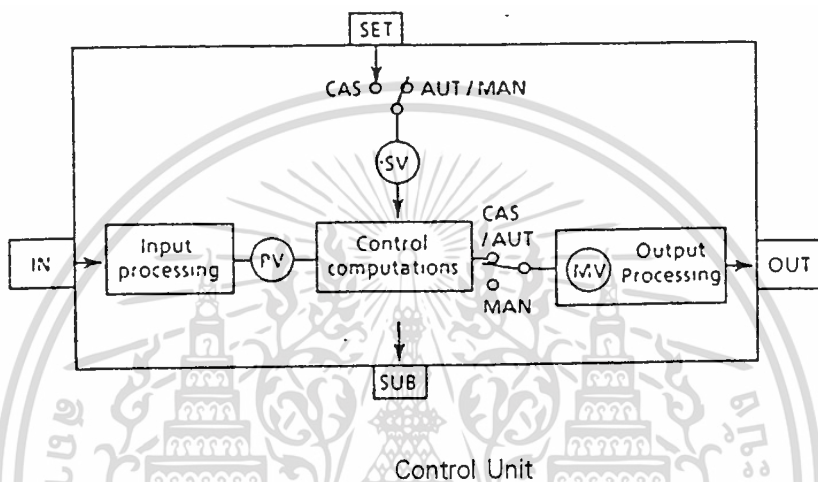 SET
CAS AUT / MAN
SV
CAS / AUT
IN
Input processing
PV
Control computations
MV
Output Processing
OUT
MAN
SUB
Control Unit